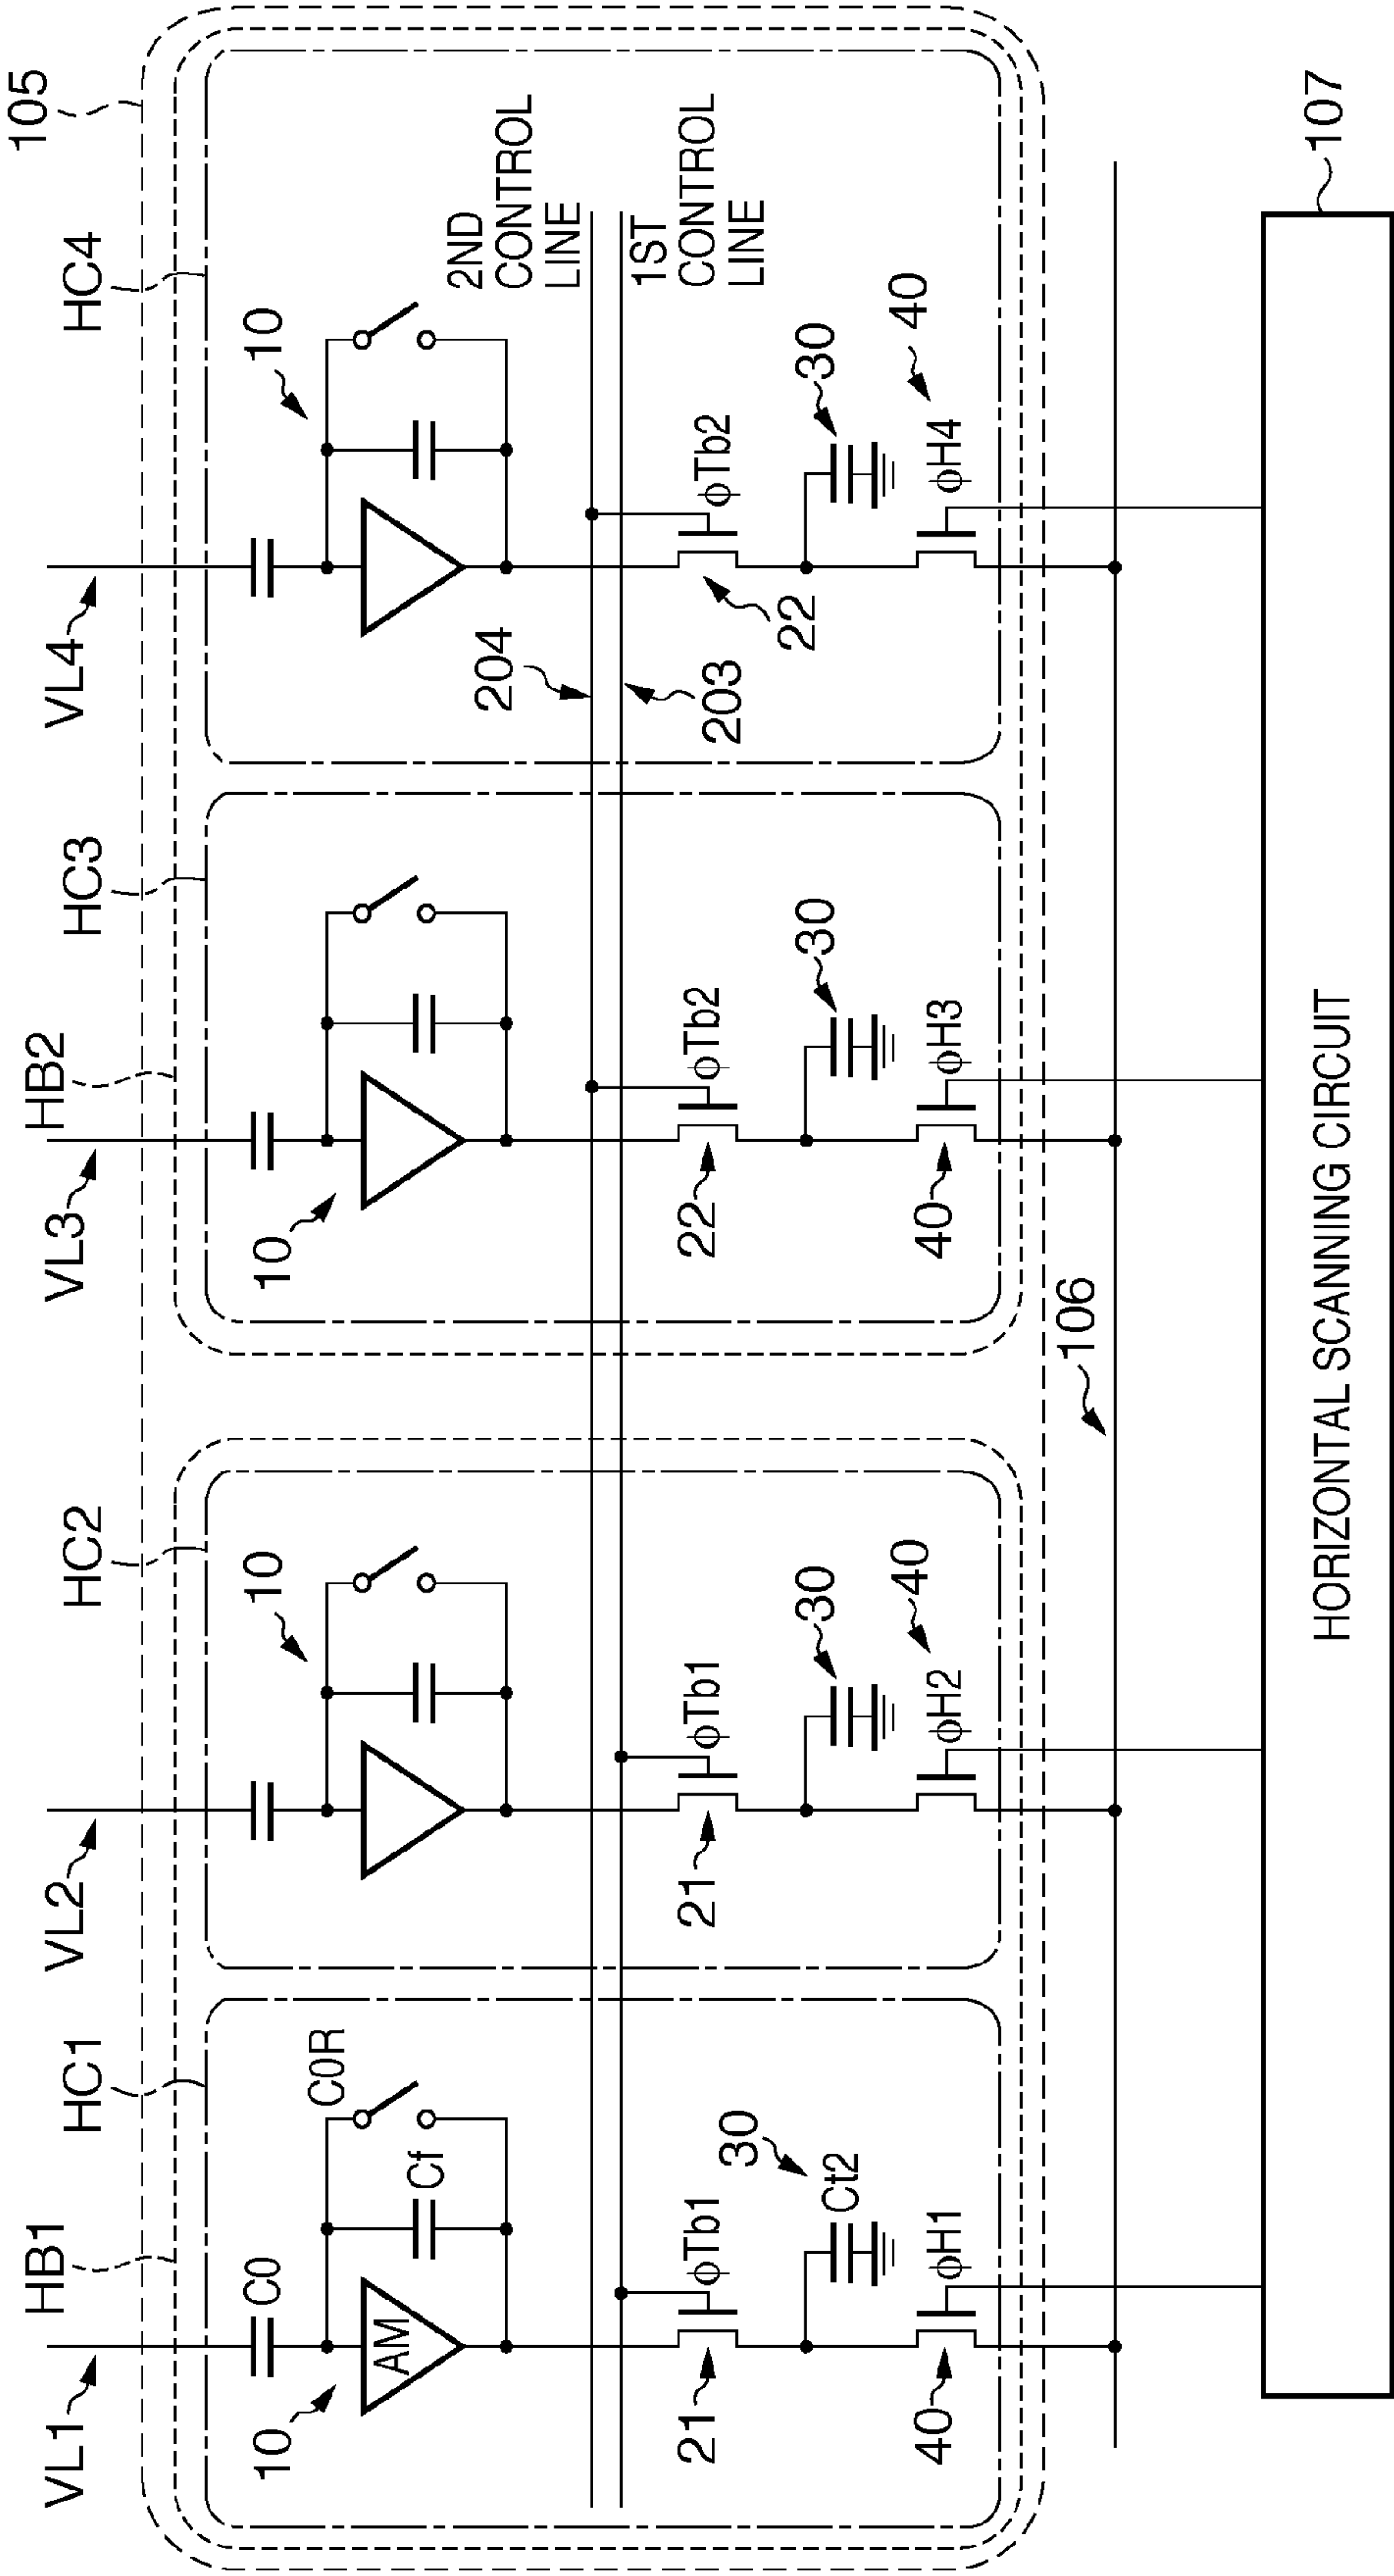 105
HB1
HB2
VL1
HC1
VL2
HC2
VL3
HC3
VL4
HC4
C0
C0R
10
AM
Cf
10
10
10
2ND
CONTROL
LINE
204
203
1ST
CONTROL
LINE
21
ϕTb1
21
ϕTb1
22
ϕTb2
22
ϕTb2
30
Ct2
30
30
30
40
ϕH1
40
ϕH2
40
ϕH3
40
ϕH4
106
107
HORIZONTAL SCANNING CIRCUIT